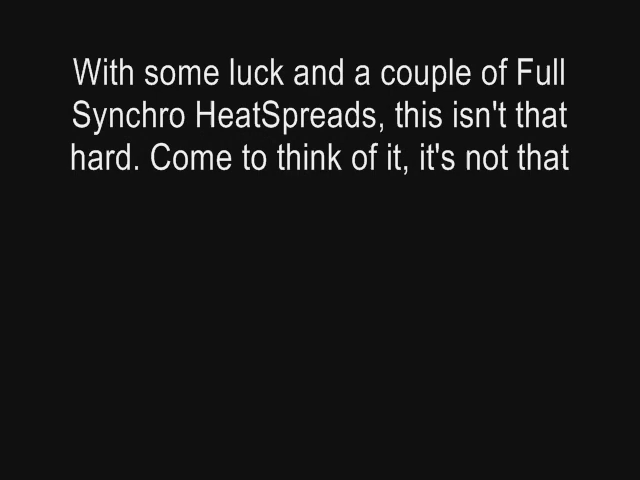 With some luck and a couple of Full
Synchro HeatSpreads, this isn't that
hard. Come to think of it, it's not that